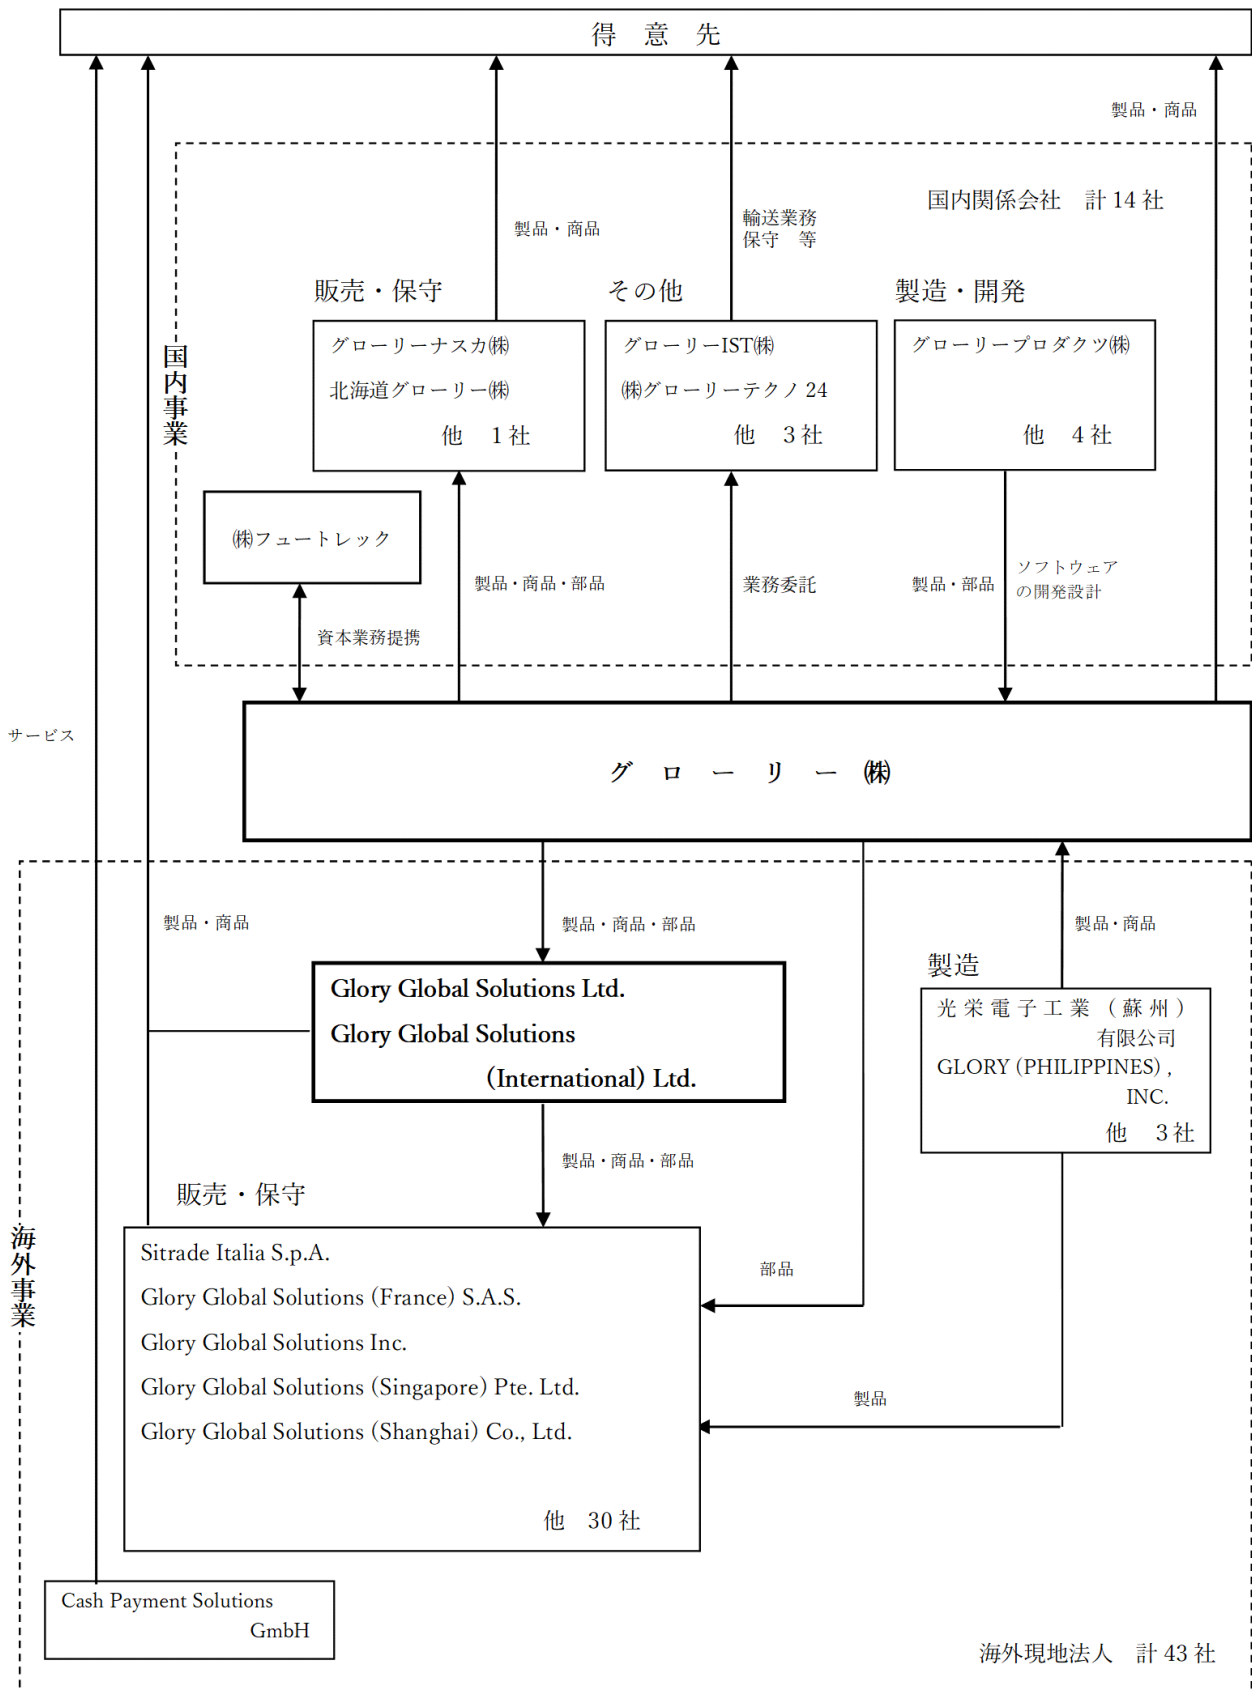 得 意 先
製品・商品
国内関係会社 計 14 社
製品・商品
輸送業務
保守 等
販売・保守
その他
製造・開発
国内事業
グローリーナスカ㈱
北海道グローリー㈱
他 1 社
グローリーIST㈱
㈱グローリーテクノ 24
他 3 社
グローリープロダクツ㈱
他 4 社
㈱フュートレック
資本業務提携
製品・商品・部品
業務委託
製品・部品
ソフトウェア
の開発設計
サービス
グ ロ ー リ ー ㈱
製品・商品
製品・商品・部品
製品・商品
Glory Global Solutions Ltd.
Glory Global Solutions
(International) Ltd.
製造
光 栄 電 子 工 業 （ 蘇 州 ）
有限公司
GLORY (PHILIPPINES) ,
INC.
他 3 社
製品・商品・部品
販売・保守
海外事業
Sitrade Italia S.p.A.
Glory Global Solutions (France) S.A.S.
Glory Global Solutions Inc.
Glory Global Solutions (Singapore) Pte. Ltd.
Glory Global Solutions (Shanghai) Co., Ltd.
他 30 社
部品
製品
Cash Payment Solutions
GmbH
海外現地法人 計 43 社